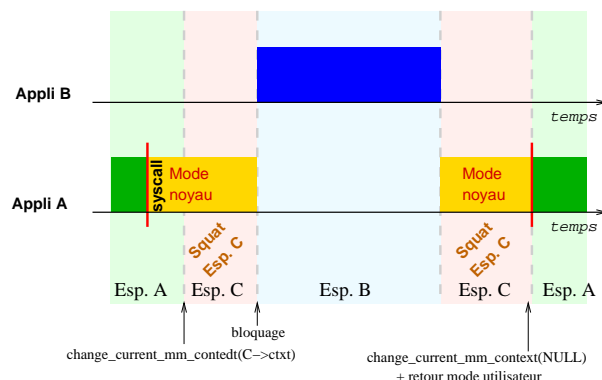 Appli B
temps
syscall
Mode
noyau
Mode
noyau
Appli A
temps
Squat
Esp. C
Squat
Esp. C
Esp. A
Esp. C
Esp. B
Esp. C
Esp. A
bloquage
change_current_mm_contedt(C->ctxt)
change_current_mm_context(NULL)
+ retour mode utilisateur